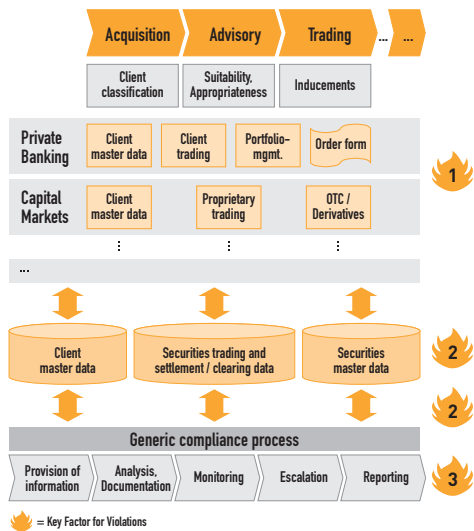 Acquisition Advisory Trading ... ...
Client classification
Suitability, Appropriateness
Inducements
Private Banking
Client master data
Client trading
Portfolio-mgmt.
Order form
1
Capital Markets
Client master data
Proprietary trading
OTC / Derivatives
...
Client master data
Securities trading and settlement / clearing data
Securities master data
2
2
Generic compliance process
Provision of information
Analysis, Documentation
Monitoring
Escalation
Reporting
3
= Key Factor for Violations